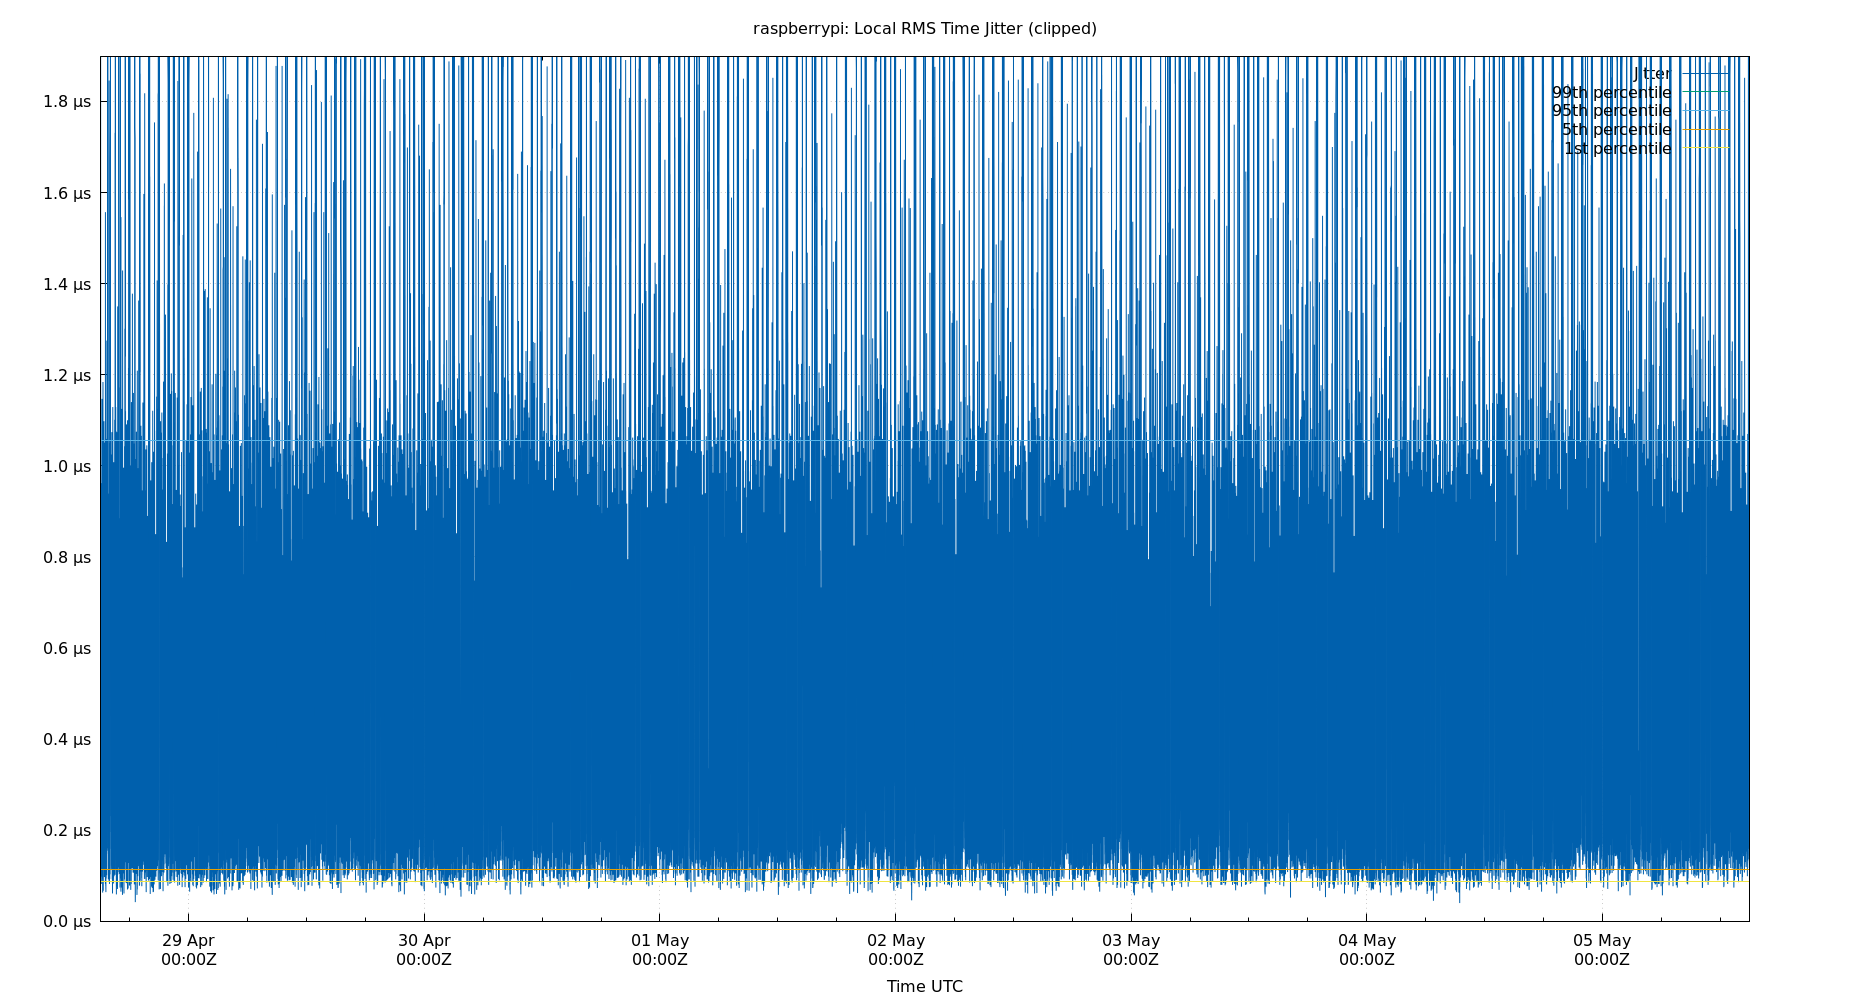 raspberrypi: Local RMS Time Jitter (clipped)
Jitter
99th percentile
95th percentile
5th percentile
1st percentile
1.8 µs
1.6 µs
1.4 µs
1.2 µs
1.0 µs
0.8 µs
0.6 µs
0.4 µs
0.2 µs
0.0 µs
29 Apr 30 Apr 01 May 02 May 03 May 04 May 05 May
00:00Z 00:00Z 00:00Z 00:00Z 00:00Z 00:00Z 00:00Z
Time UTC